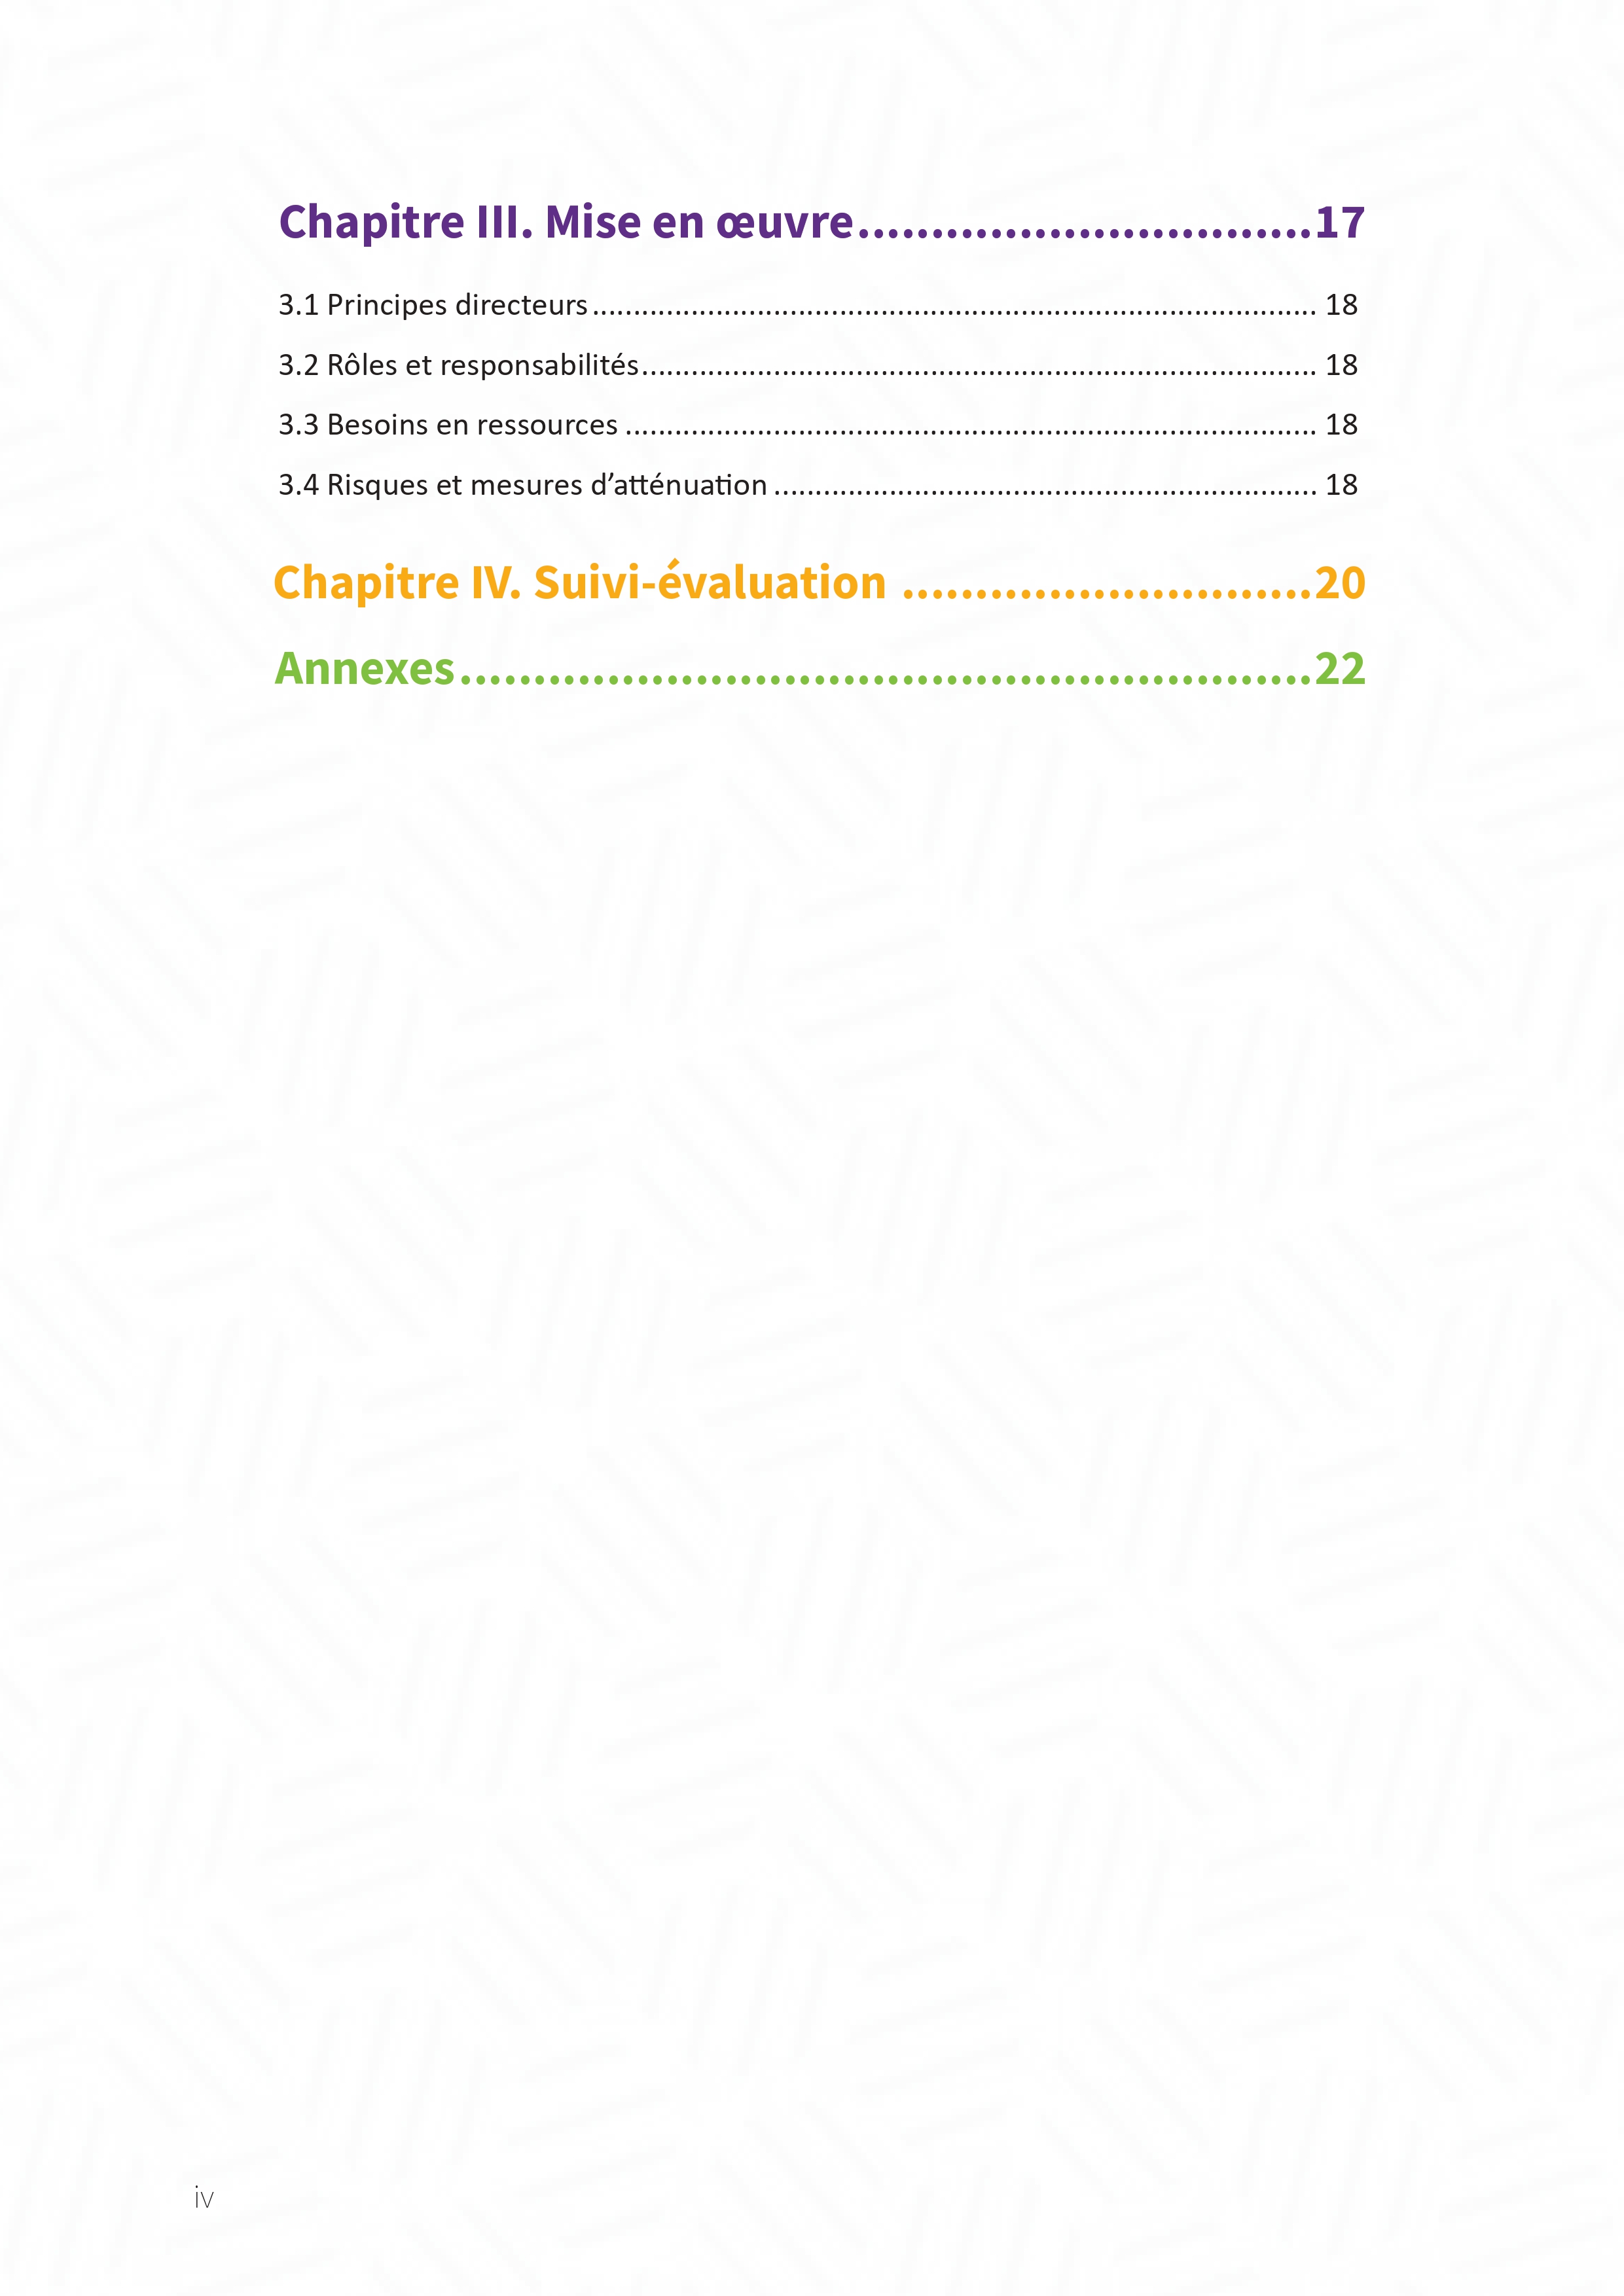 Chapitre III. Mise en œuvre...............................17
3.1 Principes directeurs........................................................................................ 18
3.2 Rôles et responsabilités.................................................................................. 18
3.3 Besoins en ressources .................................................................................... 18
3.4 Risques et mesures d’atténuation .................................................................. 18
Chapitre IV. Suivi-évaluation ............................20
Annexes..........................................................22
iv